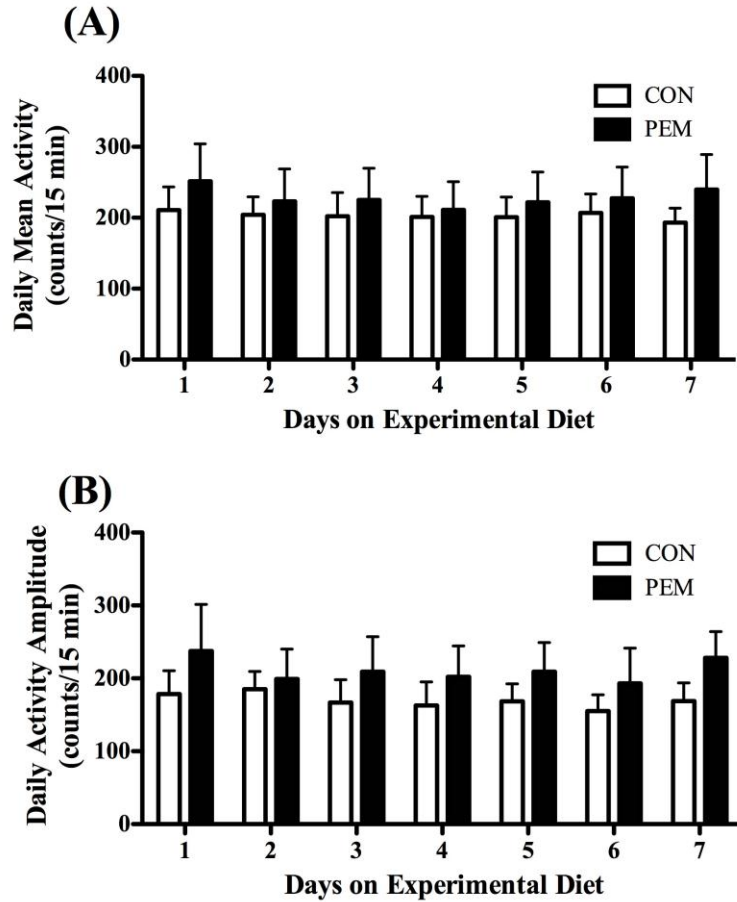 (A)
Daily Mean Activity
(counts/15 min)
400
300
200
100
0
CON
PEM
1 2 3 4 5 6 7
Days on Experimental Diet
(B)
Daily Activity Amplitude
(counts/15 min)
400
300
200
100
0
CON
PEM
1 2 3 4 5 6 7
Days on Experimental Diet